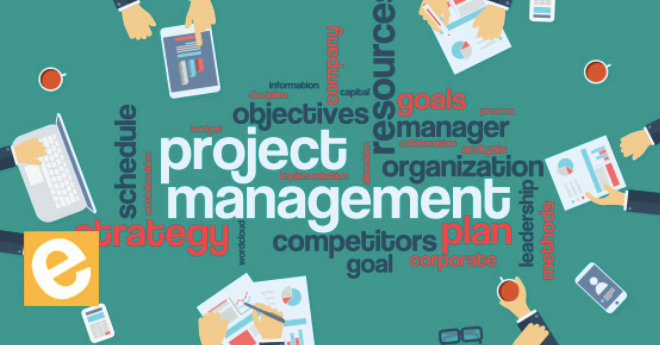 resources
company
information
capital
discipline
goals
objectives
process
schedule
budget
manager
project
collaboration
analysis
coordination
implementation
organization
management
leadership
strategy
wordcloud
competitors
plan
methods
goal
corporate
e